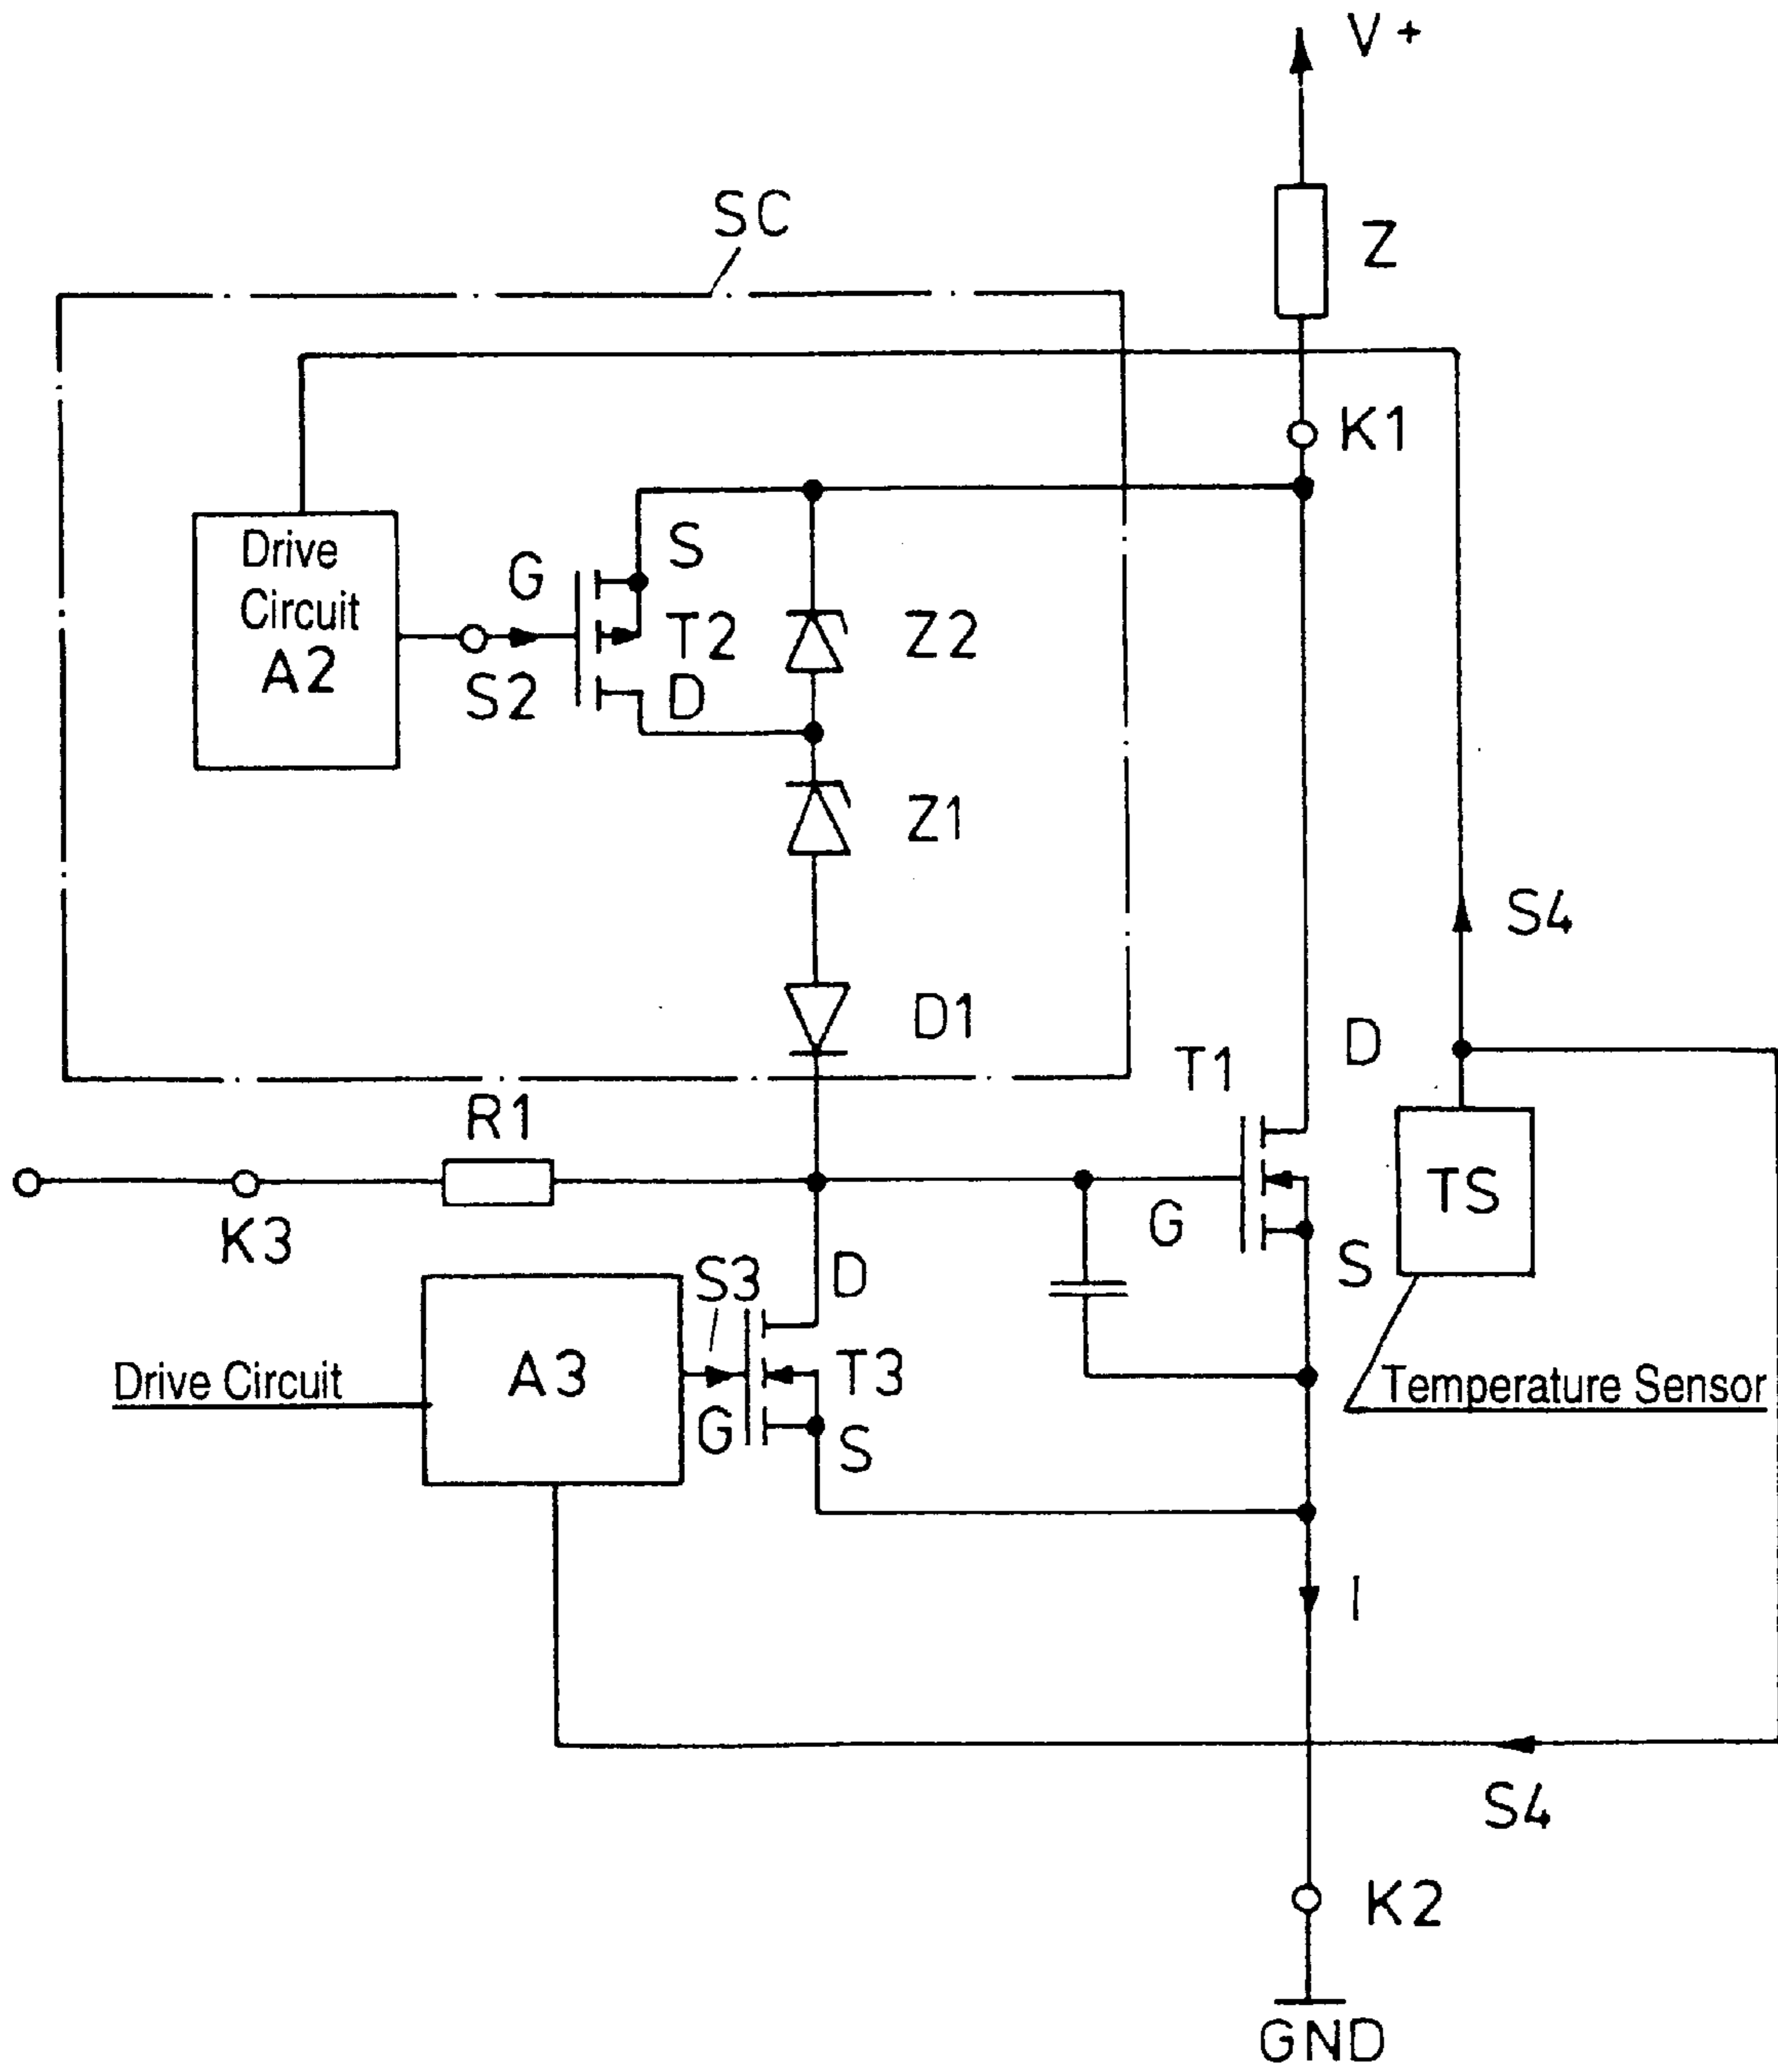 V+
SC
Z
K1
Drive
Circuit
A2
G
S
T2
Z2
S2
D
Z1
S4
D1
D
T1
R1
TS
K3
G
S
S3
D
A3
T3
Drive Circuit
Temperature Sensor
G
S
I
S4
K2
GND